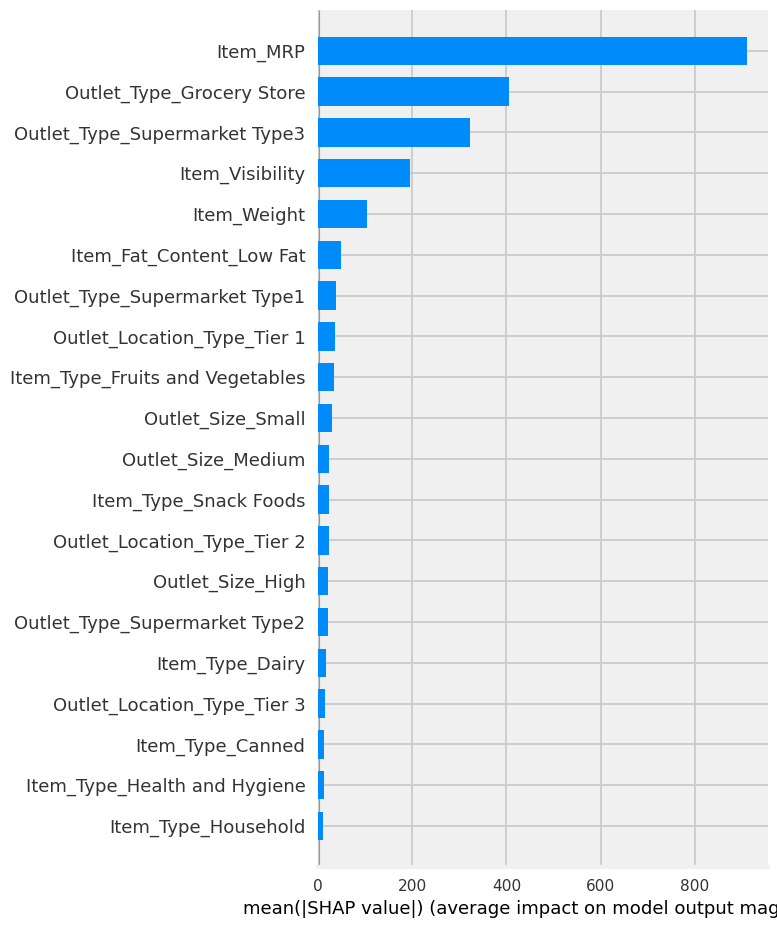 Item_MRP
Outlet_Type_Grocery Store
Outlet_Type_Supermarket Type3
Item_Visibility
Item_Weight
Item_Fat_Content_Low Fat
Outlet_Type_Supermarket Type1
Outlet_Location_Type_Tier 1
Item_Type_Fruits and Vegetables
Outlet_Size_Small
Outlet_Size_Medium
Item_Type_Snack Foods
Outlet_Location_Type_Tier 2
Outlet_Size_High
Outlet_Type_Supermarket Type2
Item_Type_Dairy
Outlet_Location_Type_Tier 3
Item_Type_Canned
Item_Type_Health and Hygiene
Item_Type_Household
0 200 400 600 800
mean(|SHAP value|) (average impact on model output mag